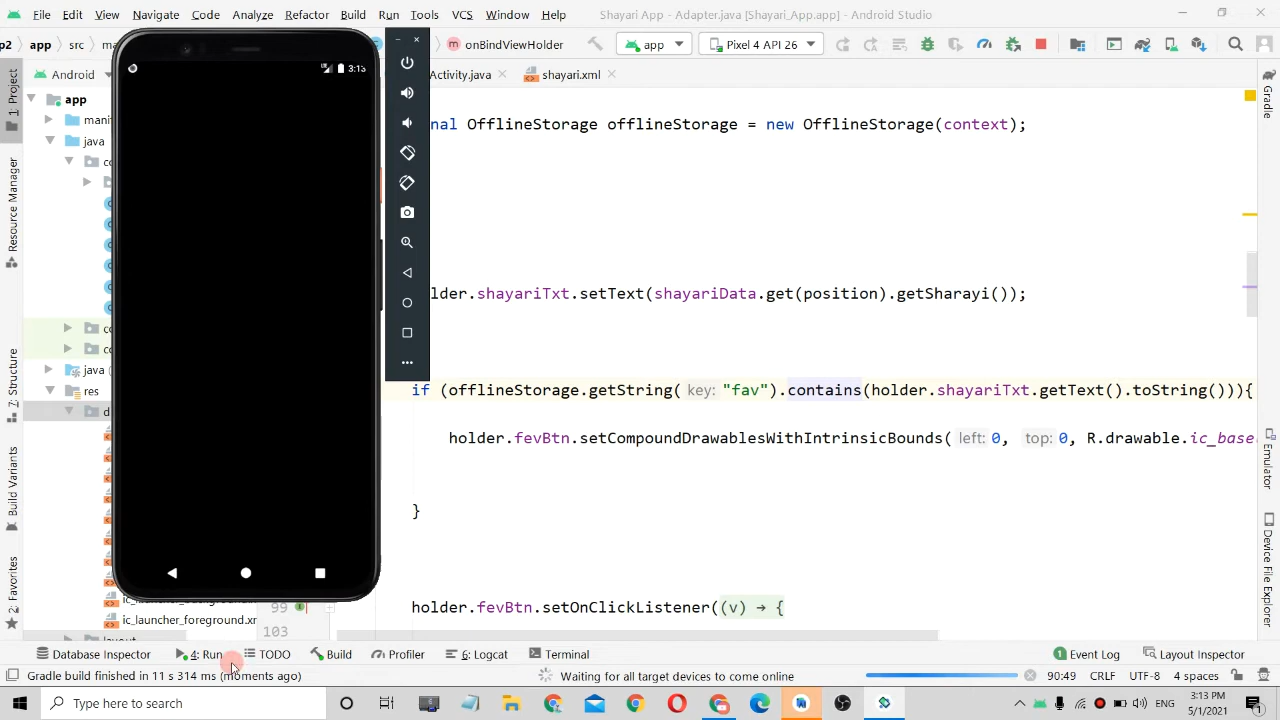 File Edit View Navigate Code Analyze Refactor Build Run Tools VCS Window Help Shayari App - Adapter.java [Shayari_App.app] - Android Studio
app src onBindViewHolder app Pixel 4 API 26
Android Activity.java shayari.xml
1: Project
Resource Manager
2: Structure
Build Variants
2: Favorites
app
java
java (
res
3:13
nal OfflineStorage offlineStorage = new OfflineStorage(context);
lder.shayariTxt.setText(shayariData.get(position).getSharayi());
if (offlineStorage.getString( key: "fav").contains(holder.shayariTxt.getText().toString())){
holder.fevBtn.setCompoundDrawablesWithIntrinsicBounds( left: 0, top: 0, R.drawable.ic_base
}
holder.fevBtn.setOnClickListener((v) → {
99
103
ic_launcher_foreground.xr
Gradle
Emulator
Device File Explorer
Database Inspector 4: Run TODO Build Profiler 6: Logcat Terminal 1 Event Log Layout Inspector
Gradle build finished in 11 s 314 ms (moments ago) Waiting for all target devices to come online 90:49 CRLF UTF-8 4 spaces
Type here to search ENG 3:13 PM
5/1/2021